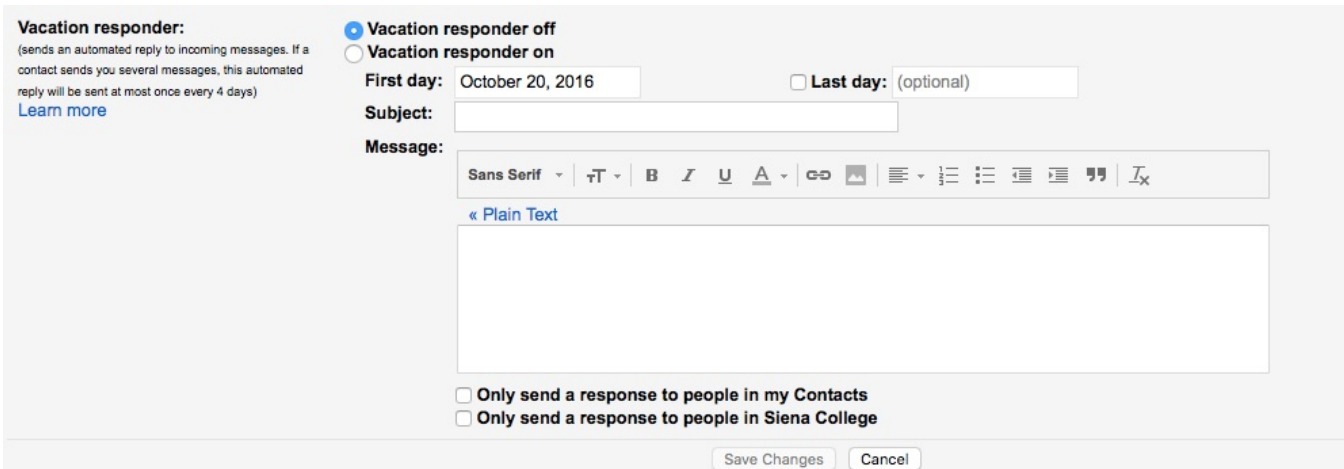 Vacation responder:
(sends an automated reply to incoming messages. If a
contact sends you several messages, this automated
reply will be sent at most once every 4 days)
Learn more
Vacation responder off
Vacation responder on
First day: October 20, 2016 Last day: (optional)
Subject:
Message:
Sans Serif тT B I U A
« Plain Text
Only send a response to people in my Contacts
Only send a response to people in Siena College
Save Changes Cancel